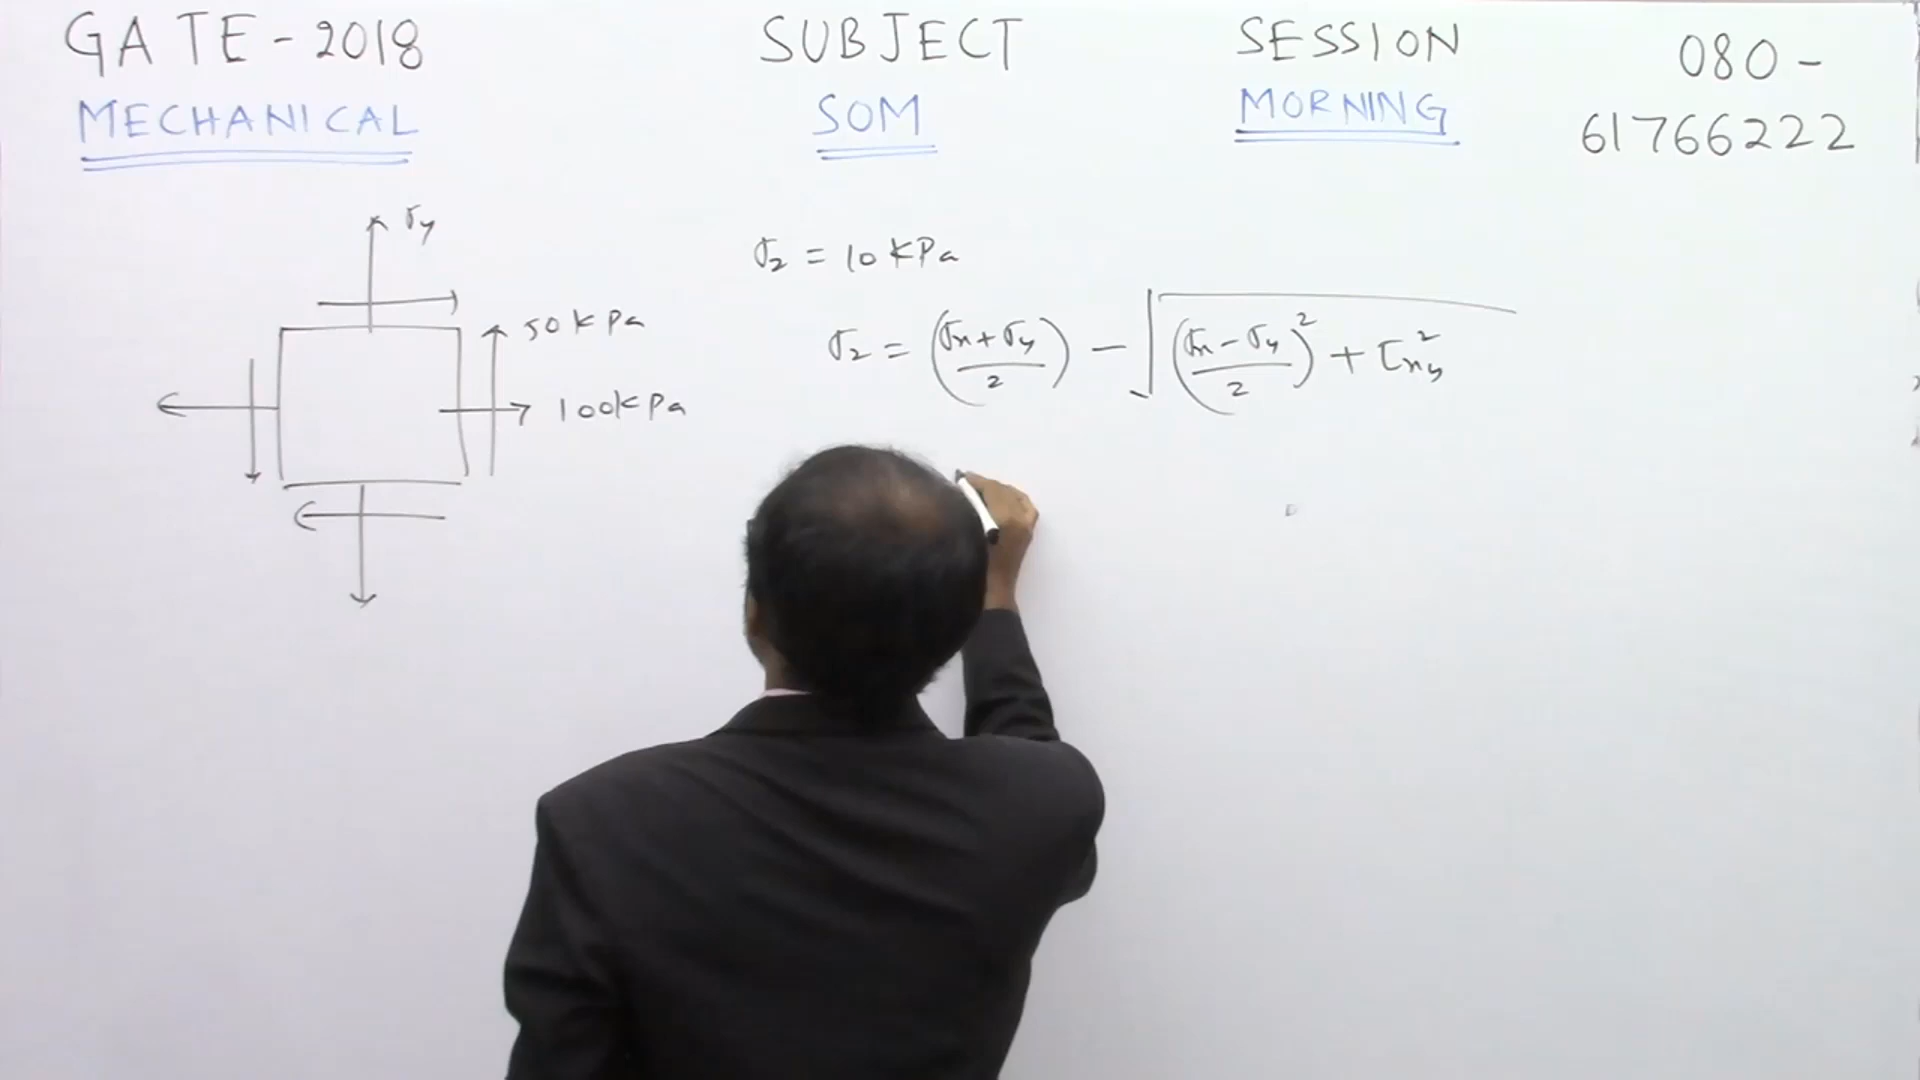 GATE-2018
MECHANICAL
SUBJECT
SOM
SESSION
MORNING
080-
61766222
σy
50 kPa
100 kPa
σ2 = 10 kPa
σ2 = (σx + σy / 2) - √(σx - σy / 2)² + τxy²